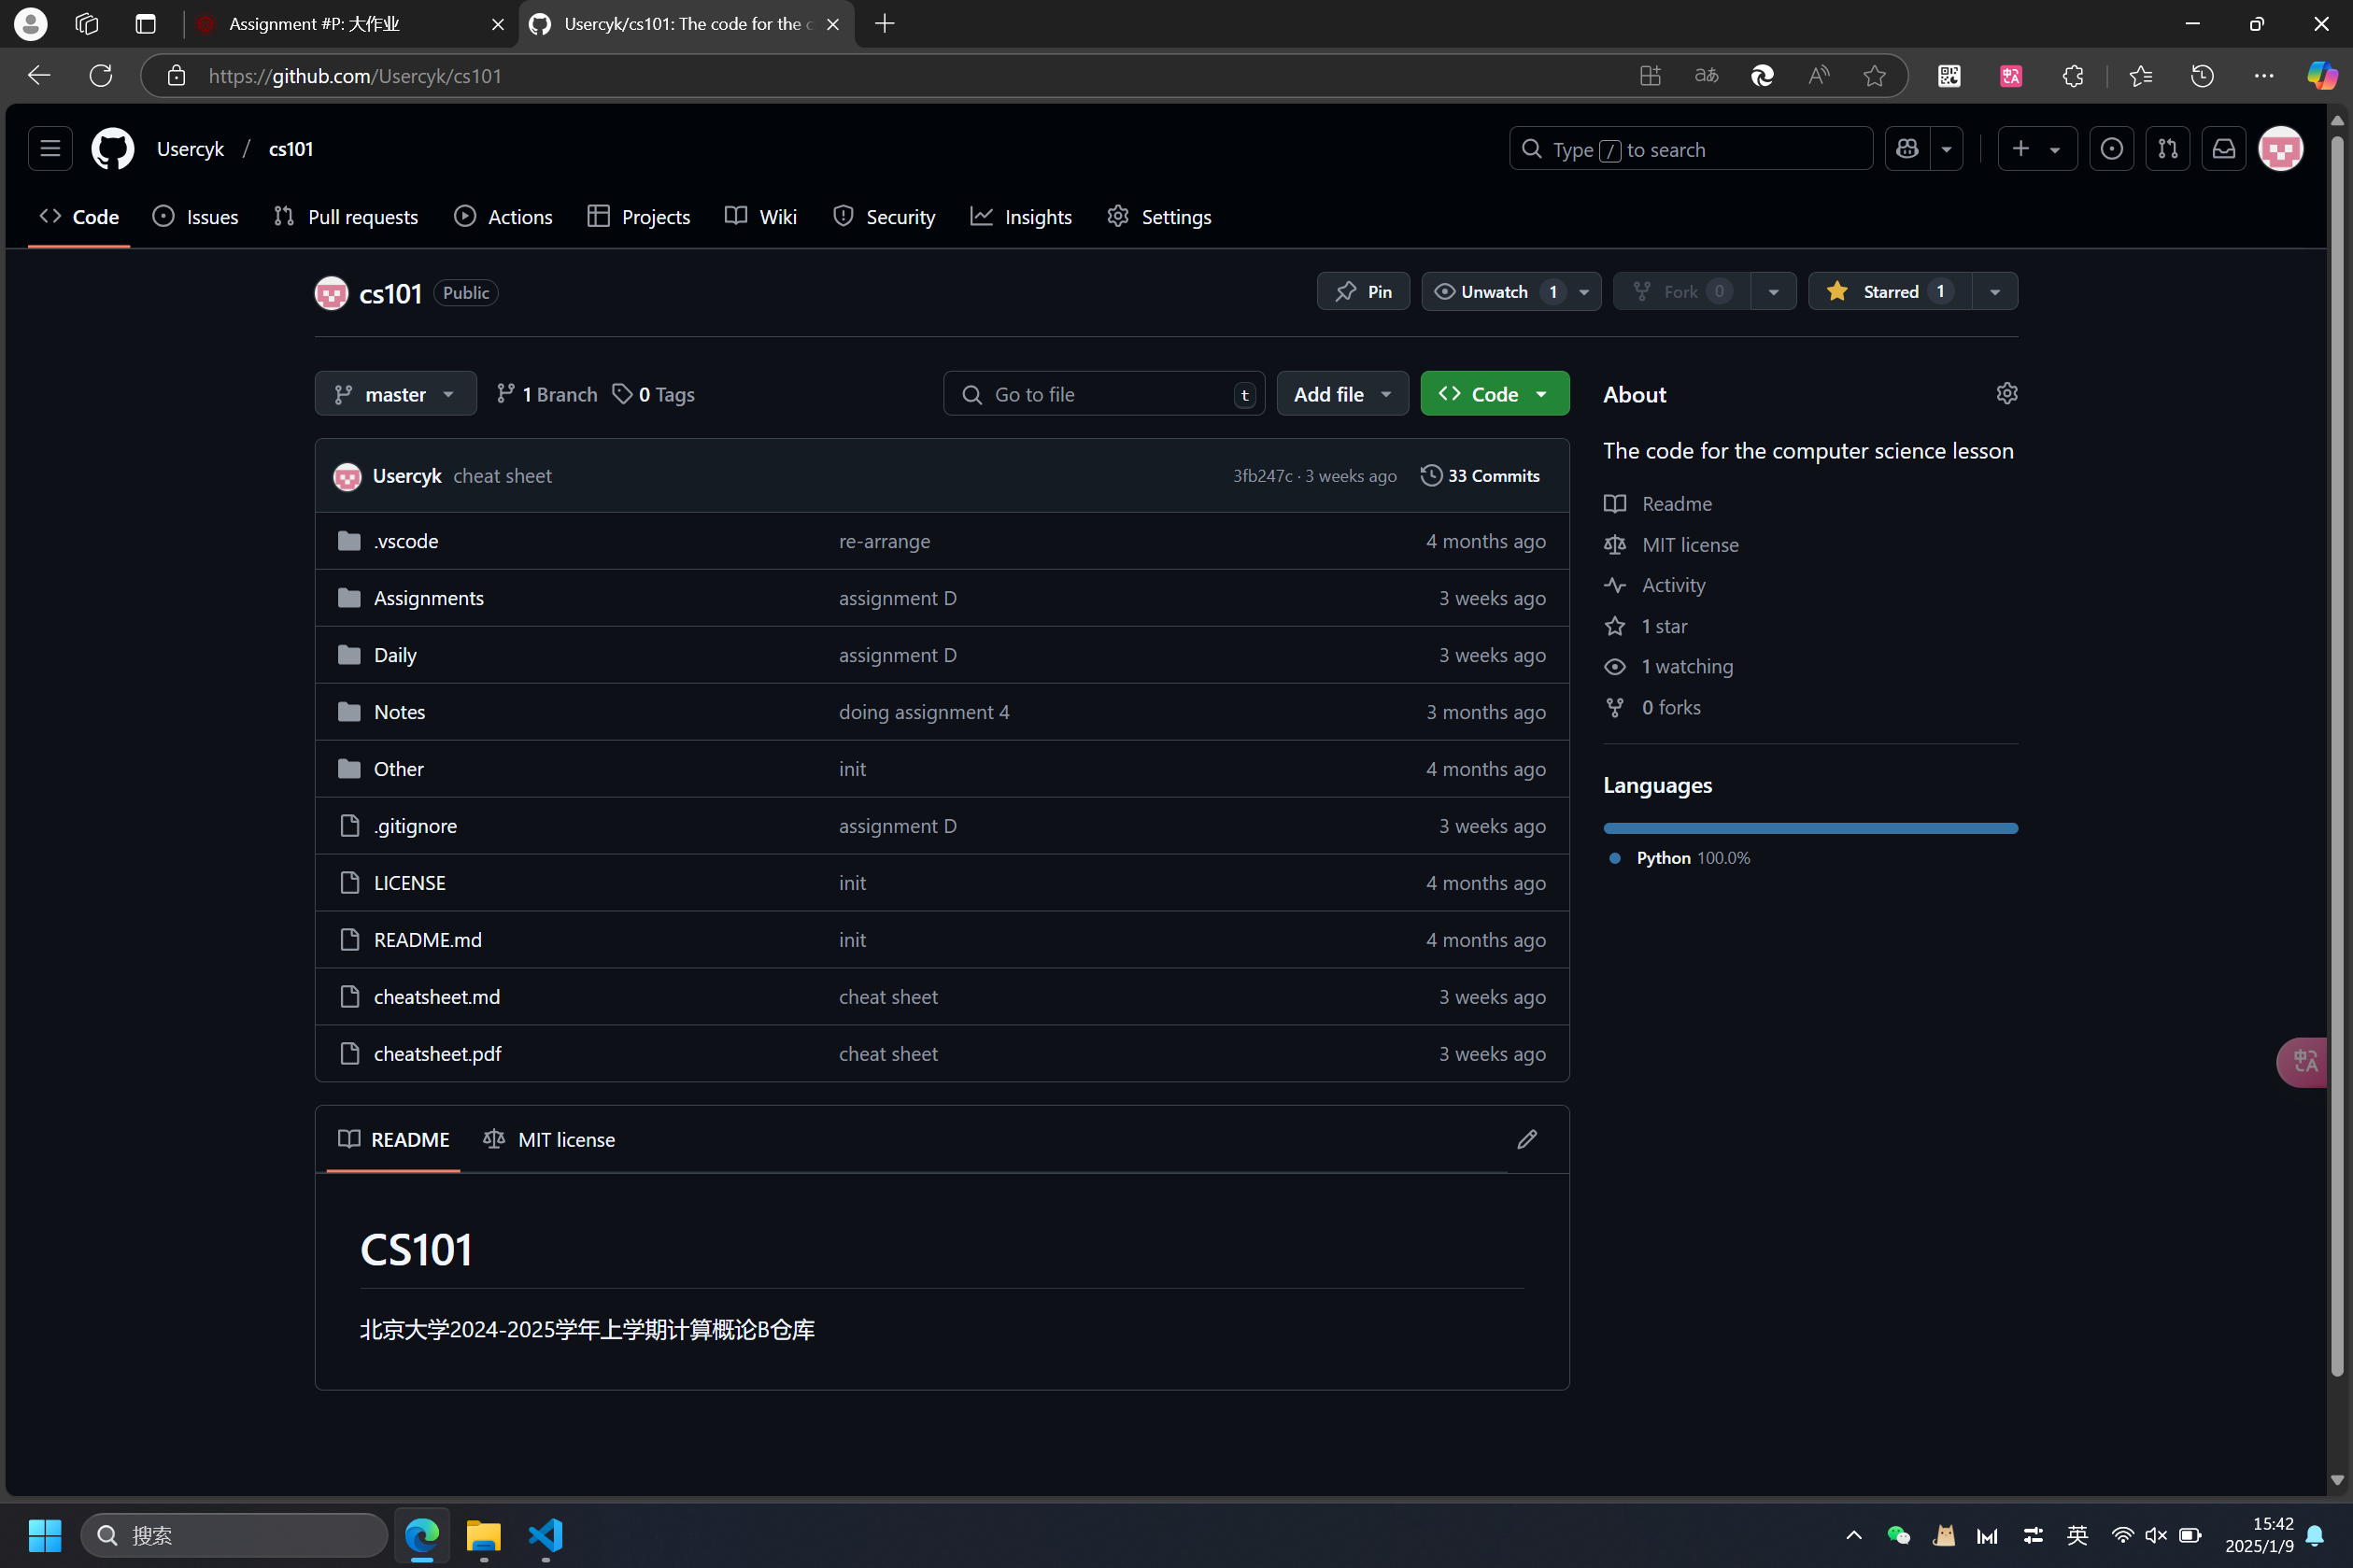 Assignment #P: 大作业
Usercyk/cs101: The code for the c
https://github.com/Usercyk/cs101
Usercyk / cs101
Type / to search
Code
Issues
Pull requests
Actions
Projects
Wiki
Security
Insights
Settings
cs101 Public
Pin
Unwatch 1
Fork 0
Starred 1
master
1 Branch
0 Tags
Go to file t
Add file
Code
Usercyk cheat sheet 3fb247c · 3 weeks ago 33 Commits
.vscode re-arrange 4 months ago
Assignments assignment D 3 weeks ago
Daily assignment D 3 weeks ago
Notes doing assignment 4 3 months ago
Other init 4 months ago
.gitignore assignment D 3 weeks ago
LICENSE init 4 months ago
README.md init 4 months ago
cheatsheet.md cheat sheet 3 weeks ago
cheatsheet.pdf cheat sheet 3 weeks ago
README
MIT license
CS101
北京大学2024-2025学年上学期计算概论B仓库
About
The code for the computer science lesson
Readme
MIT license
Activity
1 star
1 watching
0 forks
Languages
Python 100.0%
搜索
英
15:42
2025/1/9